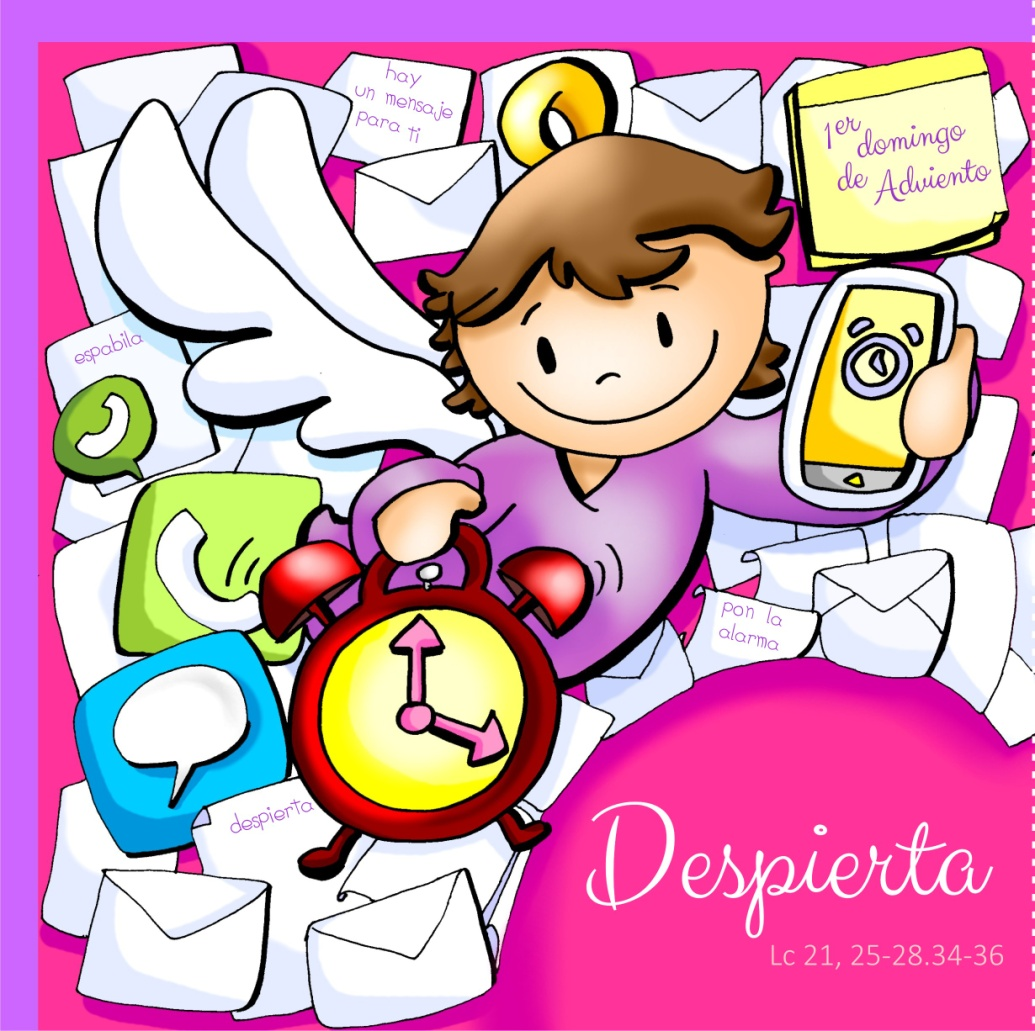 hay
un mensaje
para ti
1er
domingo
de Adviento
espabila
pon la
alarma
despierta
Despierta
Lc 21, 25-28.34-36